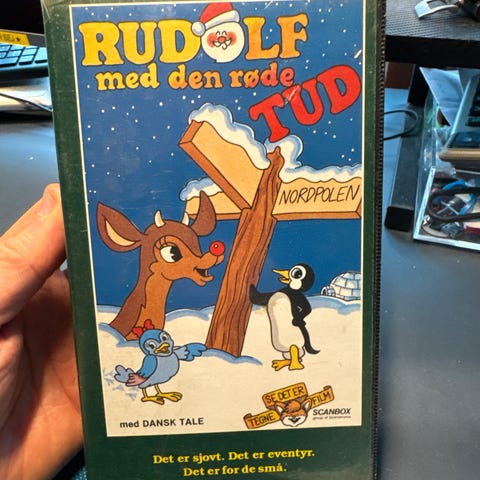 RUDOLF
med den røde
TUD
NORDPOLEN
med DANSK TALE
SE DET ER
TEGNE FILM
SCANBOX
Det er sjovt. Det er eventyr.
Det er for de små.